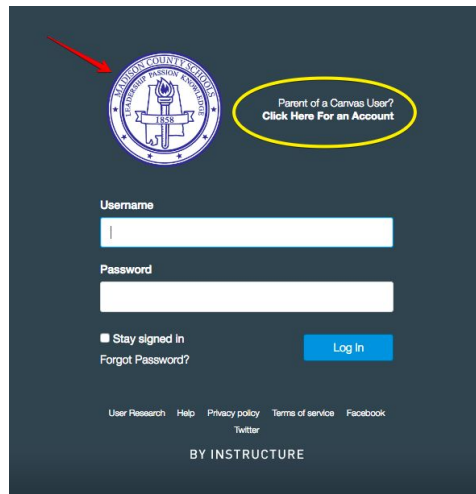 MADISON COUNTY SCHOOLS
LEADERSHIP PASSION KNOWLEDGE
1858
Parent of a Canvas User?
Click Here For an Account
Username
Password
Stay signed in
Forgot Password?
Log In
User Research Help Privacy policy Terms of service Facebook
Twitter
BY INSTRUCTURE